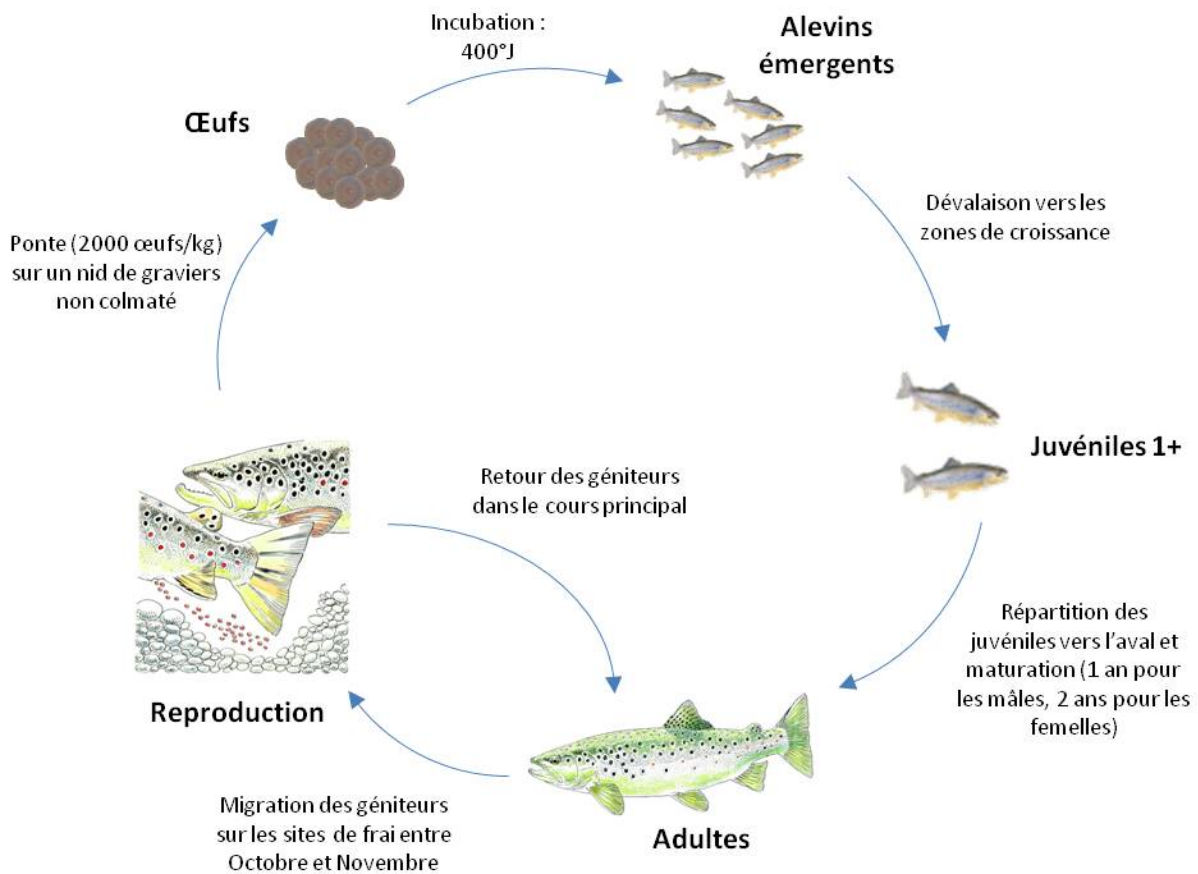 Incubation :
400°J
Alevins
émergents
Œufs
Dévalaison vers les
zones de croissance
Ponte (2000 œufs/kg)
sur un nid de graviers
non colmaté
Juvéniles 1+
Retour des géniteurs
dans le cours principal
Répartition des
juvéniles vers l'aval et
maturation (1 an pour
les mâles, 2 ans pour les
femelles)
Reproduction
Adultes
Migration des géniteurs
sur les sites de frai entre
Octobre et Novembre